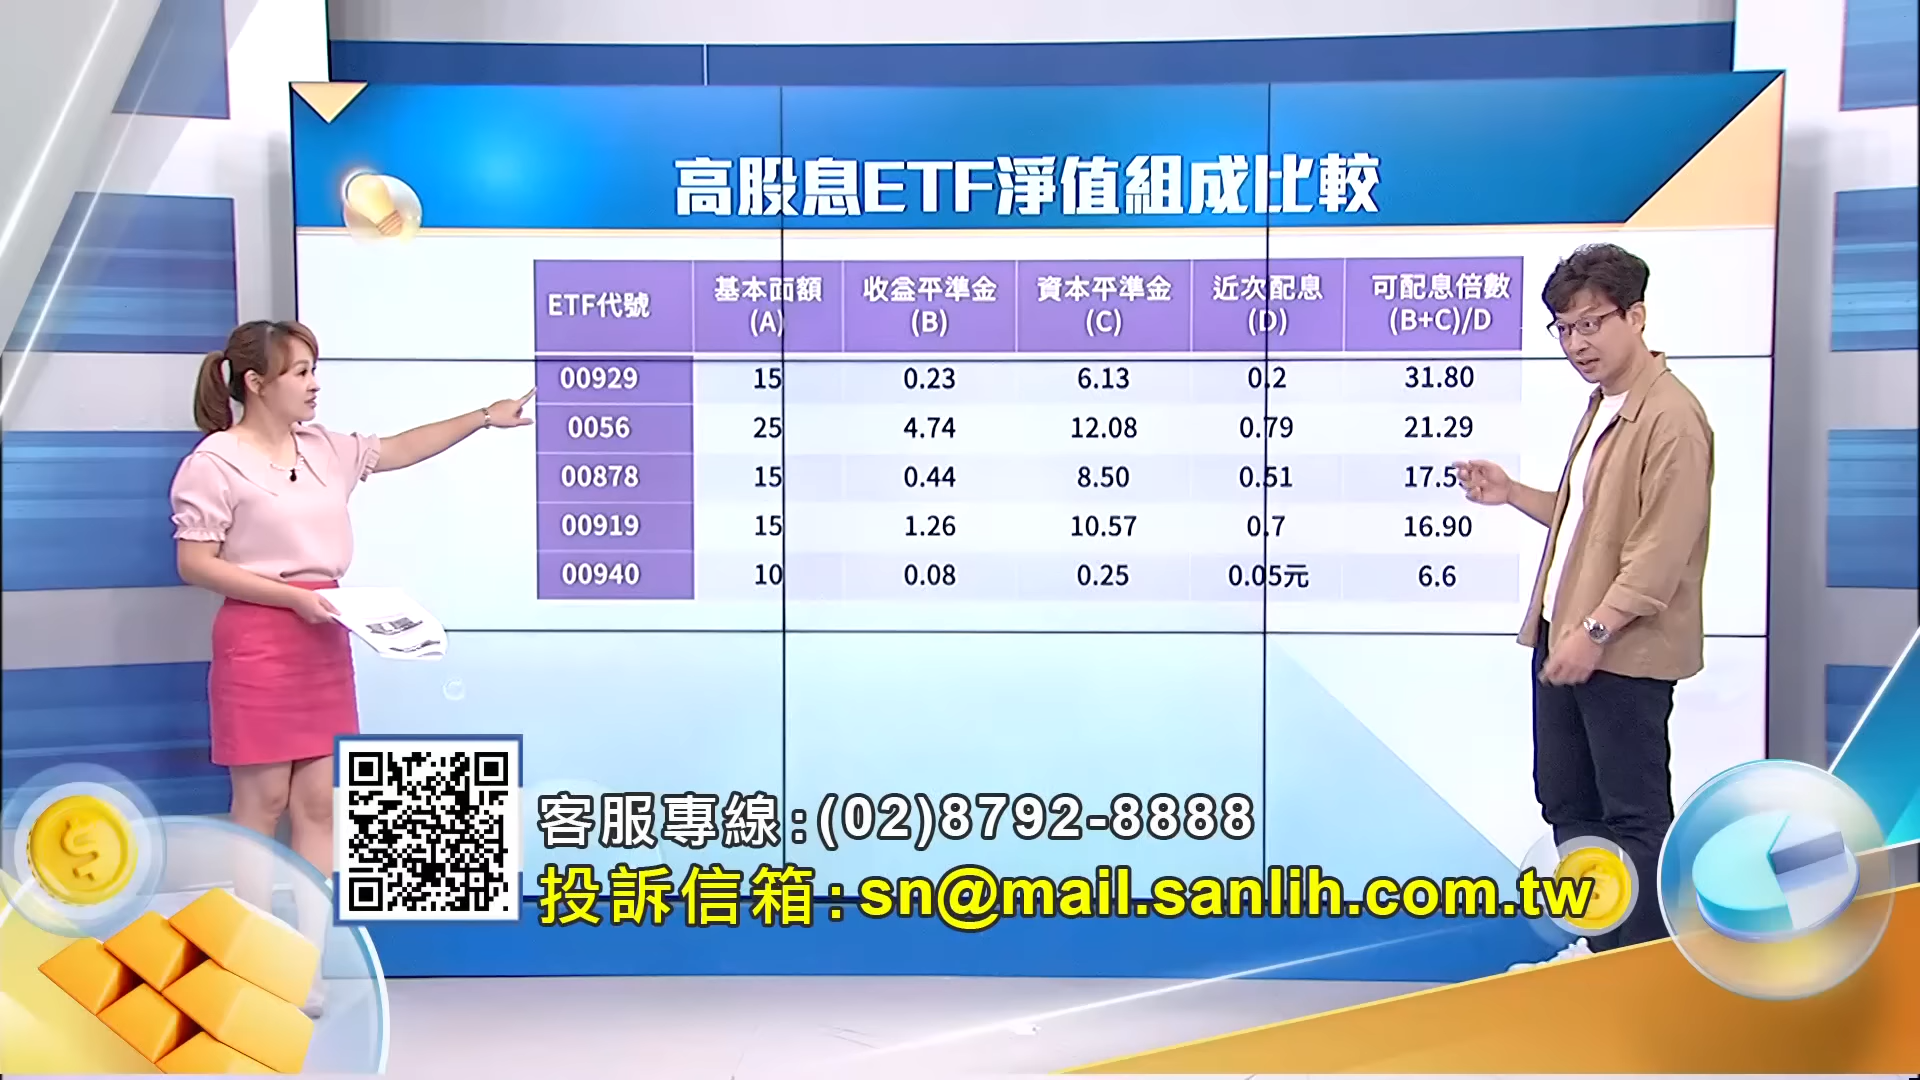 高股息ETF淨值組成比較
ETF代號 基本面額(A) 收益平準金(B) 資本平準金(C) 近次配息(D) 可配息倍數(B+C)/D
00929 15 0.23 6.13 0.2 31.80
0056 25 4.74 12.08 0.79 21.29
00878 15 0.44 8.50 0.51 17.5
00919 15 1.26 10.57 0.7 16.90
00940 10 0.08 0.25 0.05元 6.6
客服專線:(02)8792-8888
投訴信箱:sn@mail.sanlih.com.tw